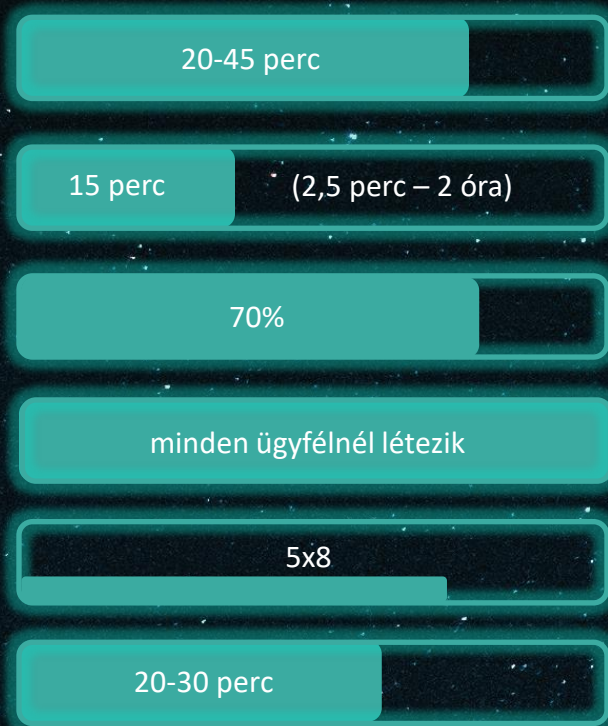 20-45 perc
15 perc (2,5 perc – 2 óra)
70%
minden ügyfélnél létezik
5x8
20-30 perc